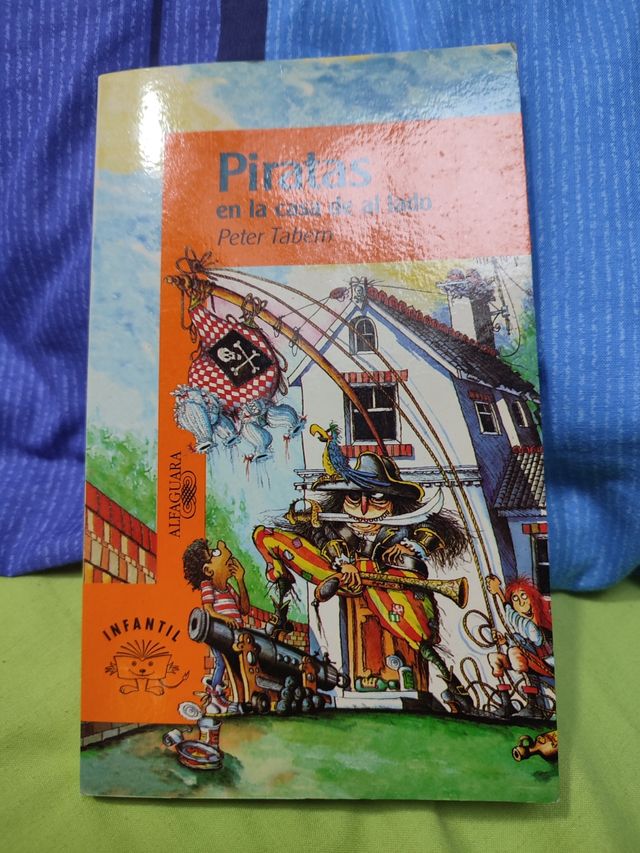 Piratas
en la casa de al lado
Peter Tabern
ALFAGUARA
INFANTIL